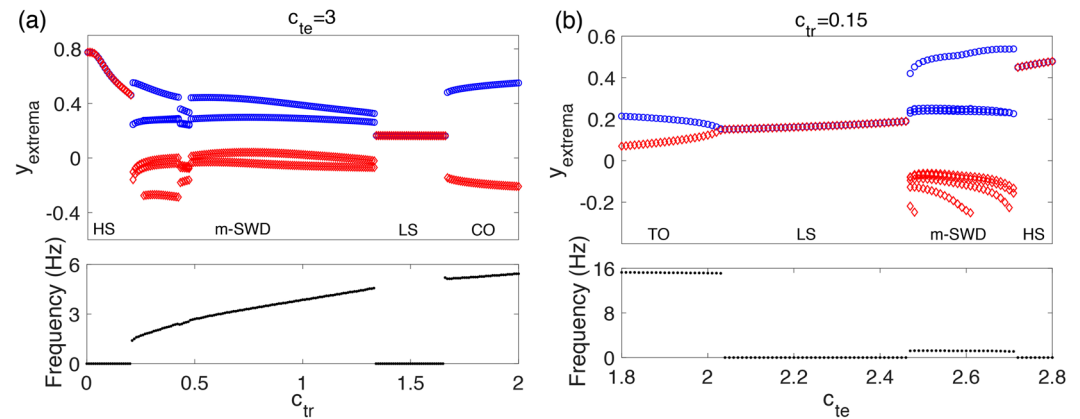 (a)
c_te=3
y_extrema
0.8
0.4
0
-0.4
HS m-SWD LS CO
Frequency (Hz)
6
3
0
0 0.5 1 1.5 2
c_tr
(b)
c_tr=0.15
y_extrema
0.6
0.4
0.2
0
-0.2
TO LS m-SWD HS
Frequency (Hz)
16
8
0
1.8 2 2.2 2.4 2.6 2.8
c_te